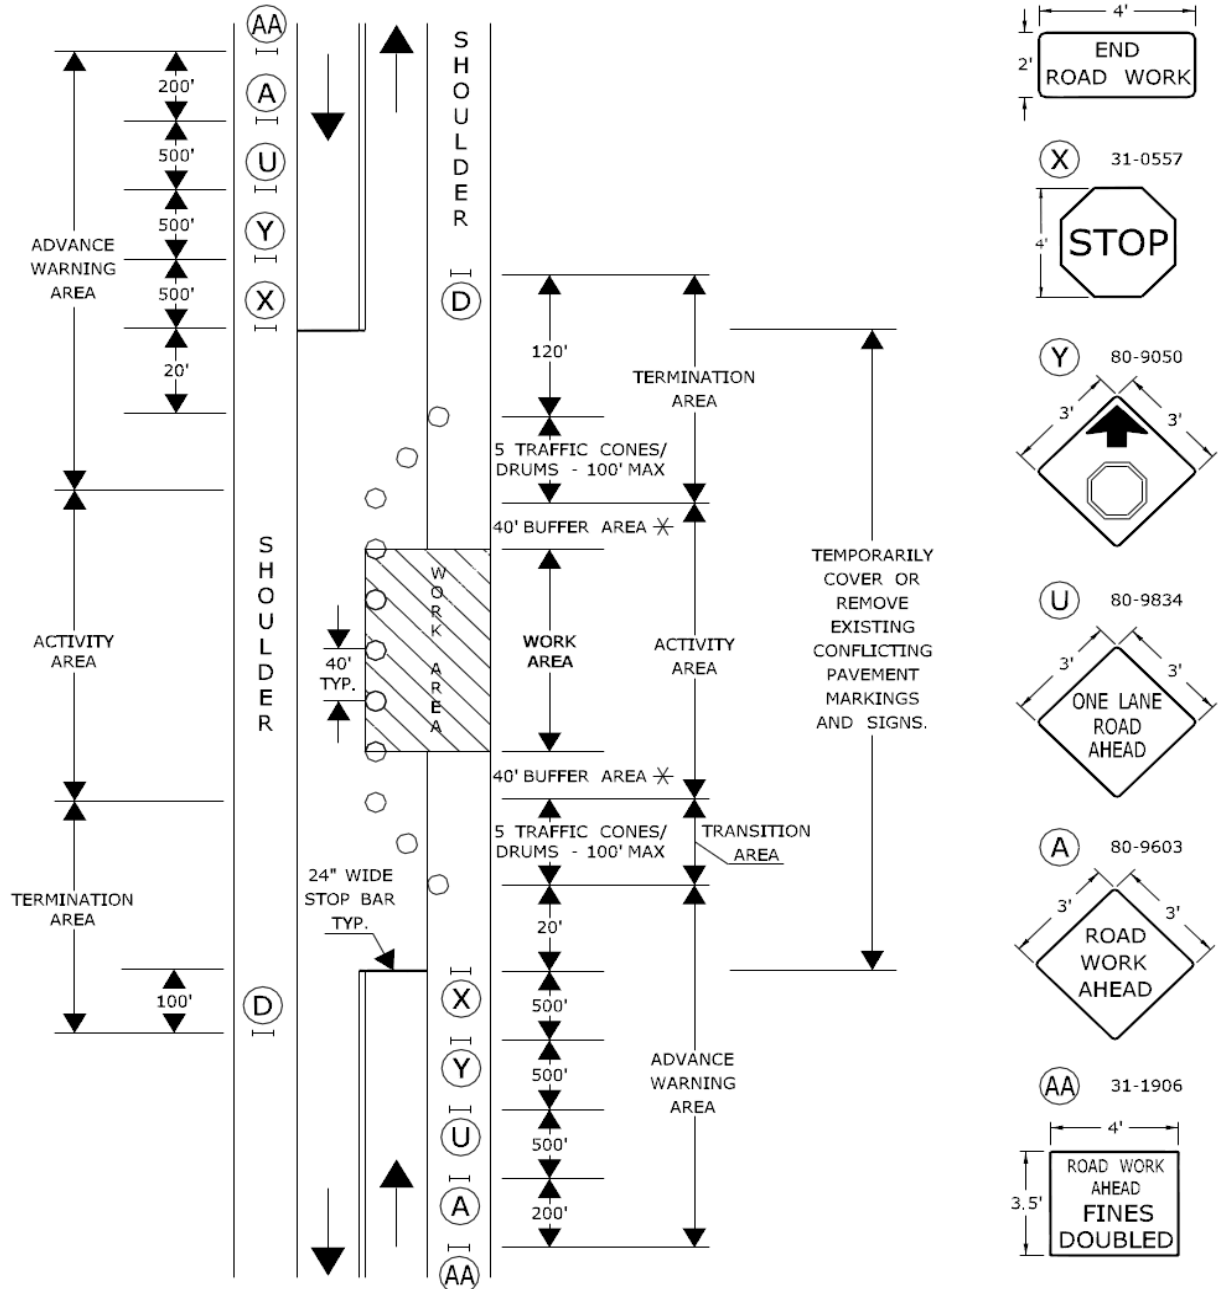 AA
200'
A
500'
U
500'
Y
500'
X
20'
ADVANCE
WARNING
AREA
SHOULDER
ACTIVITY
AREA
TERMINATION
AREA
100'
D
SHOULDER
D
120'
TERMINATION
AREA
5 TRAFFIC CONES/
DRUMS - 100' MAX
40' BUFFER AREA *
WORK AREA
40'
TYP.
WORK
AREA
ACTIVITY
AREA
TEMPORARILY
COVER OR
REMOVE
EXISTING
CONFLICTING
PAVEMENT
MARKINGS
AND SIGNS.
40' BUFFER AREA *
5 TRAFFIC CONES/
DRUMS - 100' MAX
TRANSITION
AREA
24" WIDE
STOP BAR
TYP.
20'
X
500'
Y
500'
U
500'
A
200'
AA
ADVANCE
WARNING
AREA
4'
2'
END
ROAD WORK
X 31-0557
4'
STOP
Y 80-9050
3' 3'
U 80-9834
3' 3'
ONE LANE
ROAD
AHEAD
A 80-9603
3' 3'
ROAD
WORK
AHEAD
AA 31-1906
4'
3.5'
ROAD WORK
AHEAD
FINES
DOUBLED